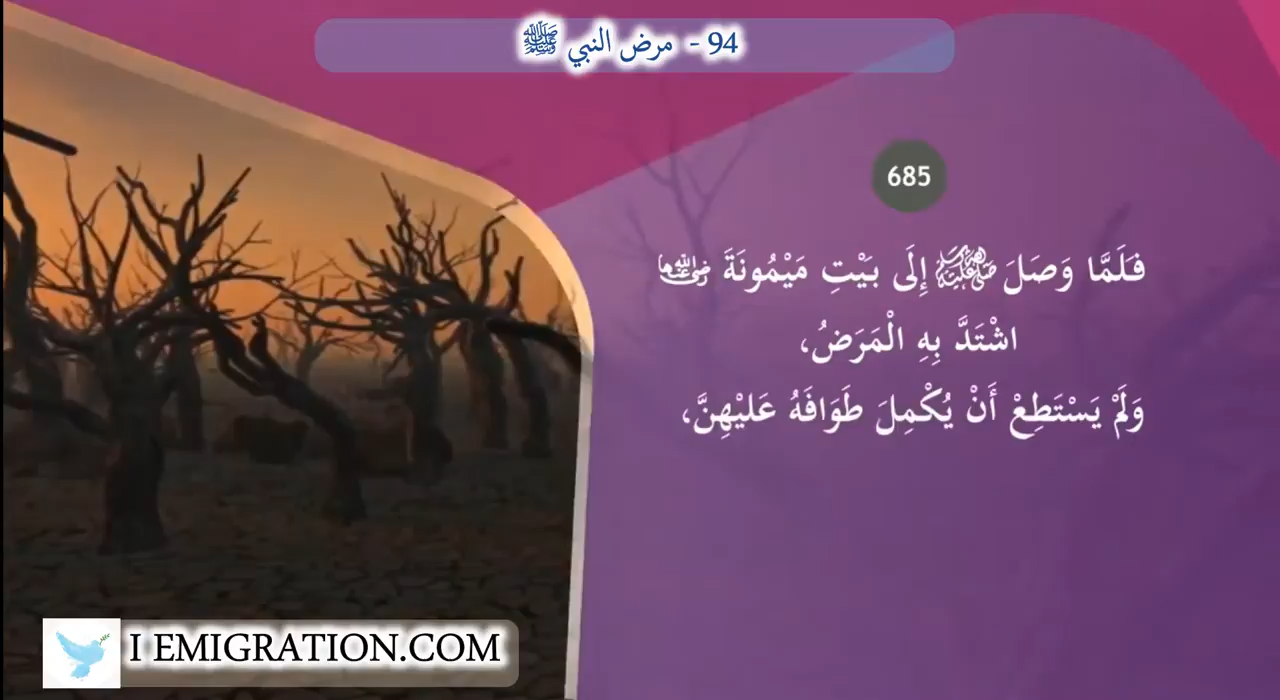 94 - مرض النبي ﷺ
685
فَلَمَّا وَصَلَ ﷺ إِلَى بَيْتِ مَيْمُونَةَ رضي الله عنها
اشْتَدَّ بِهِ الْمَرَضُ،
وَلَمْ يَسْتَطِعْ أَنْ يُكْمِلَ طَوَافَهُ عَلَيْهِنَّ،
I EMIGRATION.COM